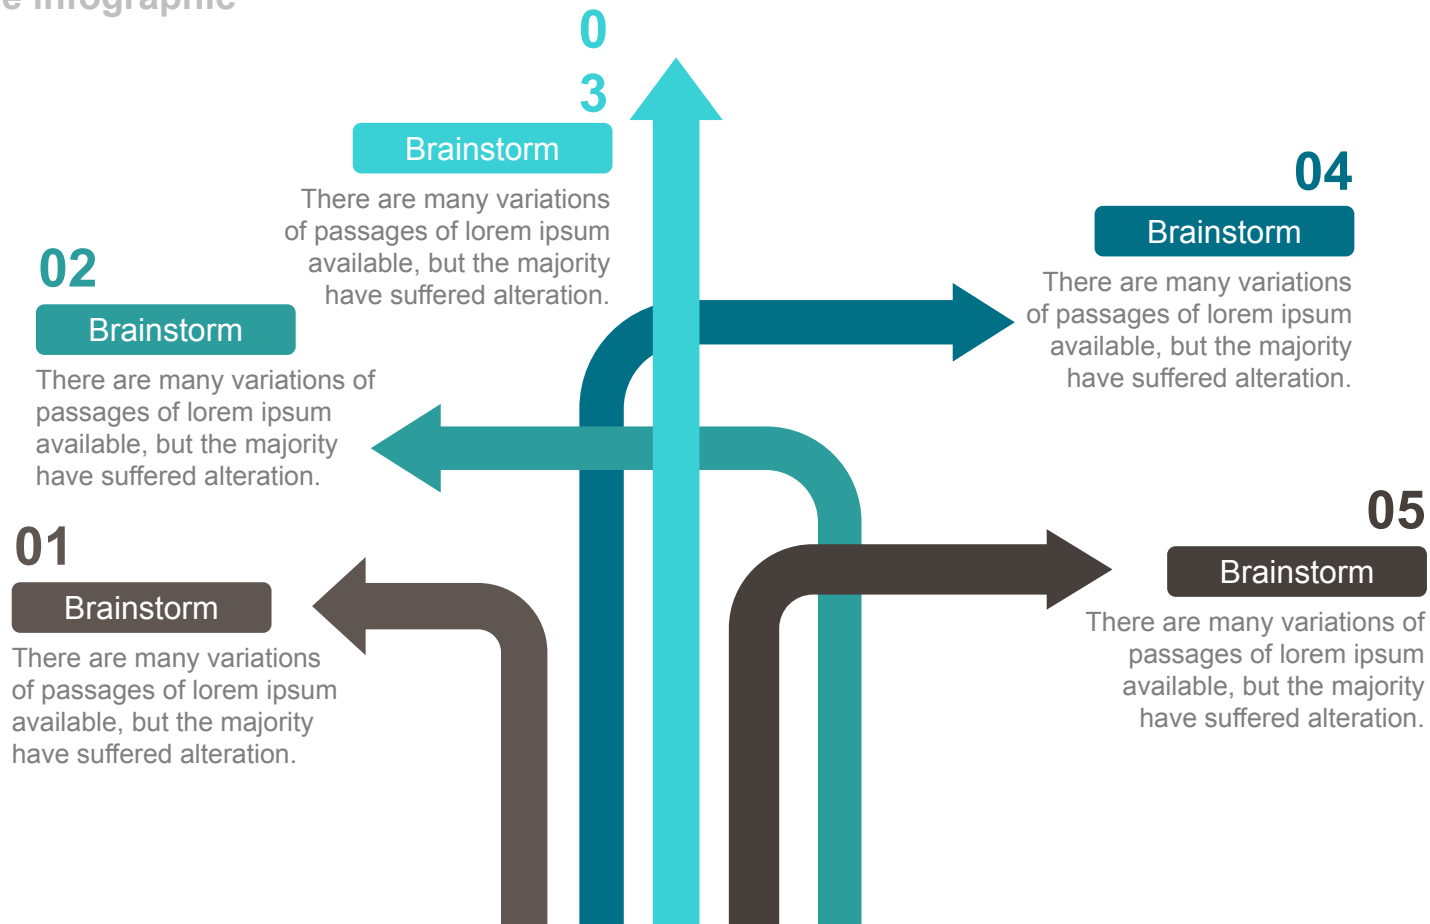 e infographic
0
3
Brainstorm
There are many variations
of passages of lorem ipsum
available, but the majority
have suffered alteration.
04
Brainstorm
There are many variations
of passages of lorem ipsum
available, but the majority
have suffered alteration.
02
Brainstorm
There are many variations of
passages of lorem ipsum
available, but the majority
have suffered alteration.
01
Brainstorm
There are many variations
of passages of lorem ipsum
available, but the majority
have suffered alteration.
05
Brainstorm
There are many variations of
passages of lorem ipsum
available, but the majority
have suffered alteration.